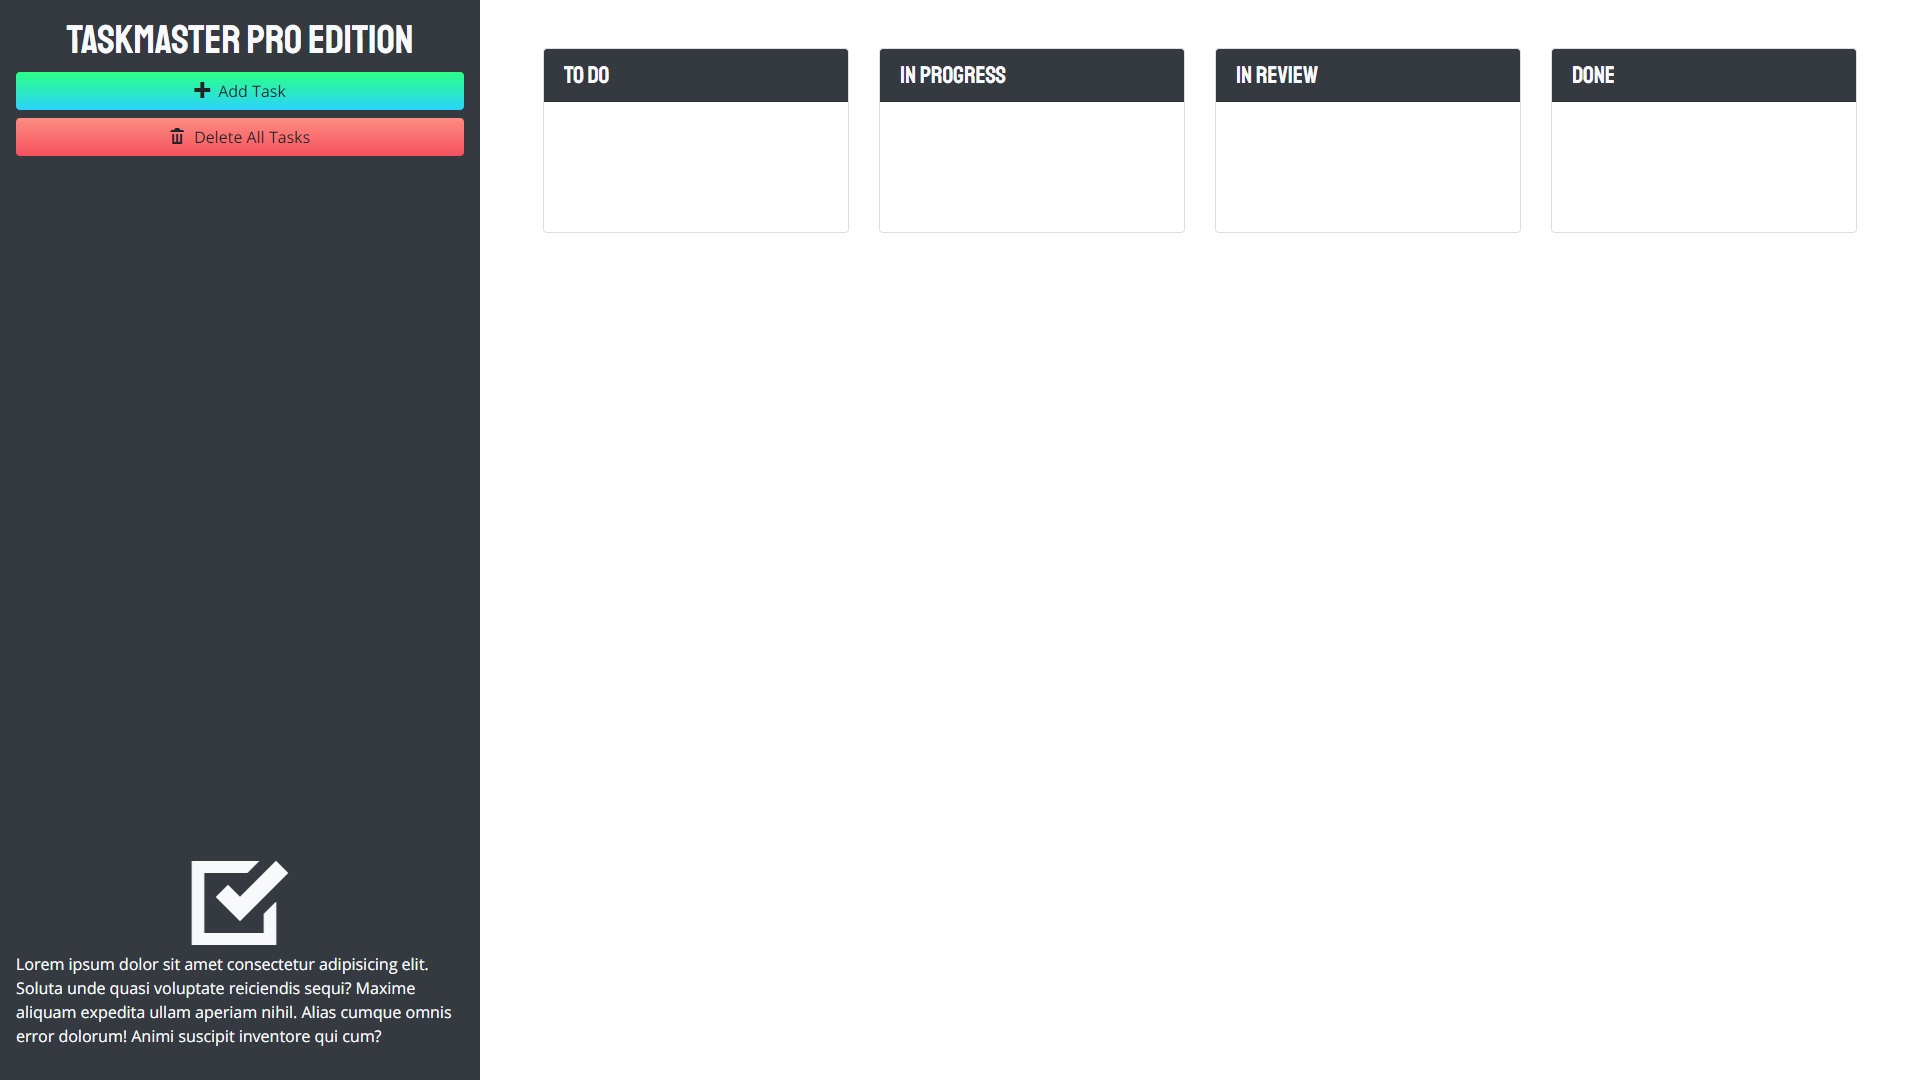 TASKMASTER PRO EDITION
Add Task
Delete All Tasks
TO DO
IN PROGRESS
IN REVIEW
DONE
Lorem ipsum dolor sit amet consectetur adipisicing elit.
Soluta unde quasi voluptate reiciendis sequi? Maxime
aliquam expedita ullam aperiam nihil. Alias cumque omnis
error dolorum! Animi suscipit inventore qui cum?